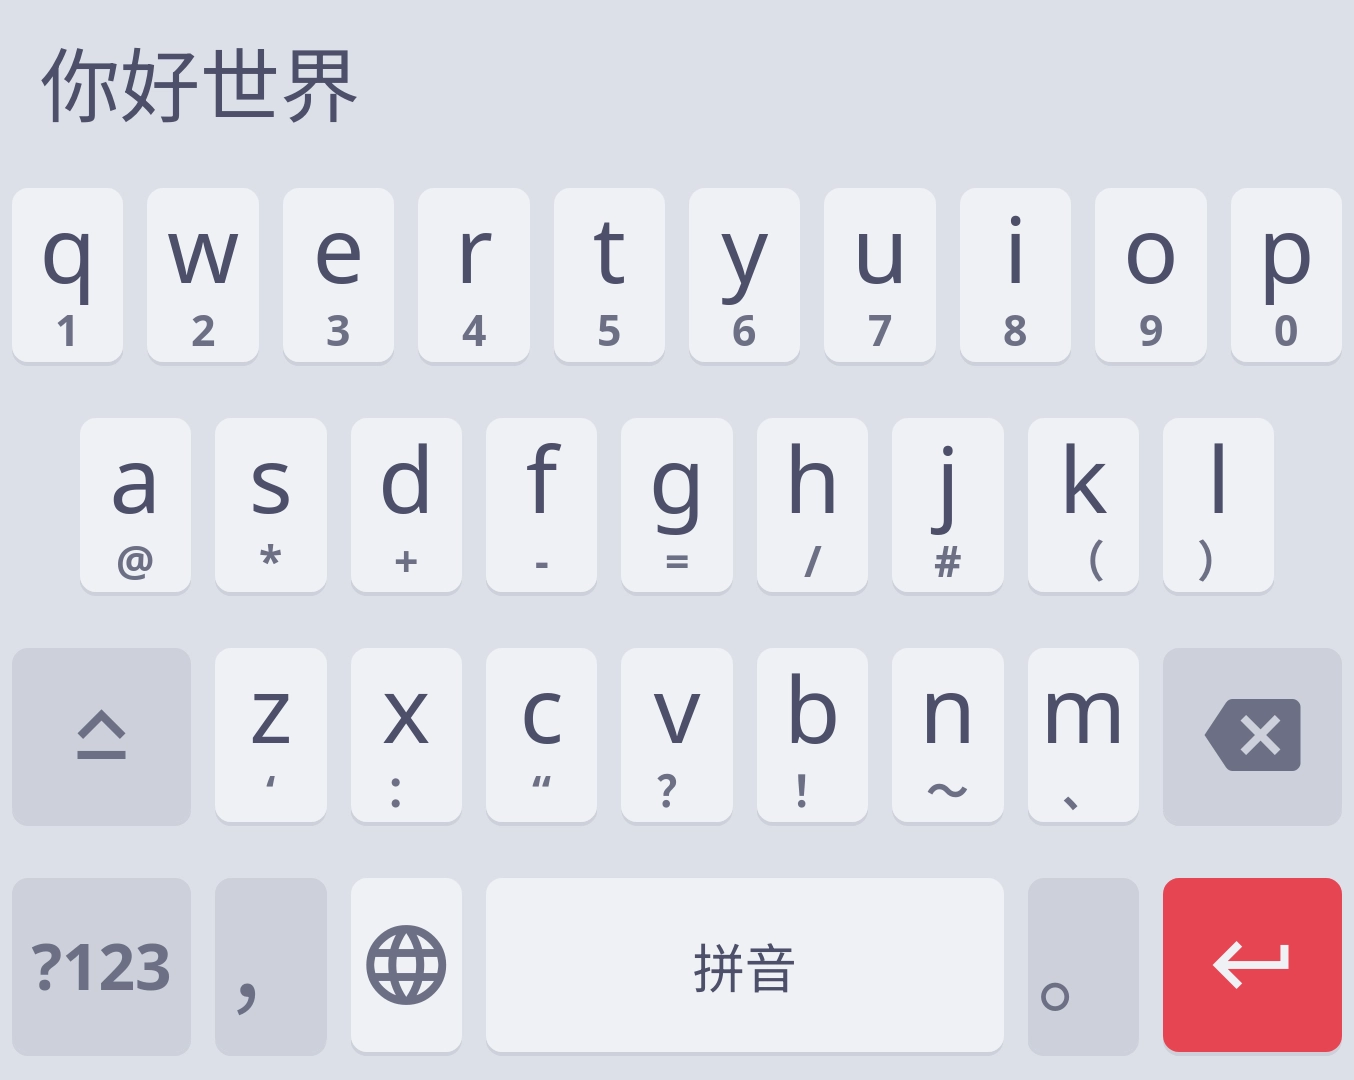 你好世界
q w e r t y u i o p
1 2 3 4 5 6 7 8 9 0
a s d f g h j k l
@ * + - = / # （ ）
z x c v b n m
‘ ： “ ？ ！ ～ 、
?123 ， 拼音 。